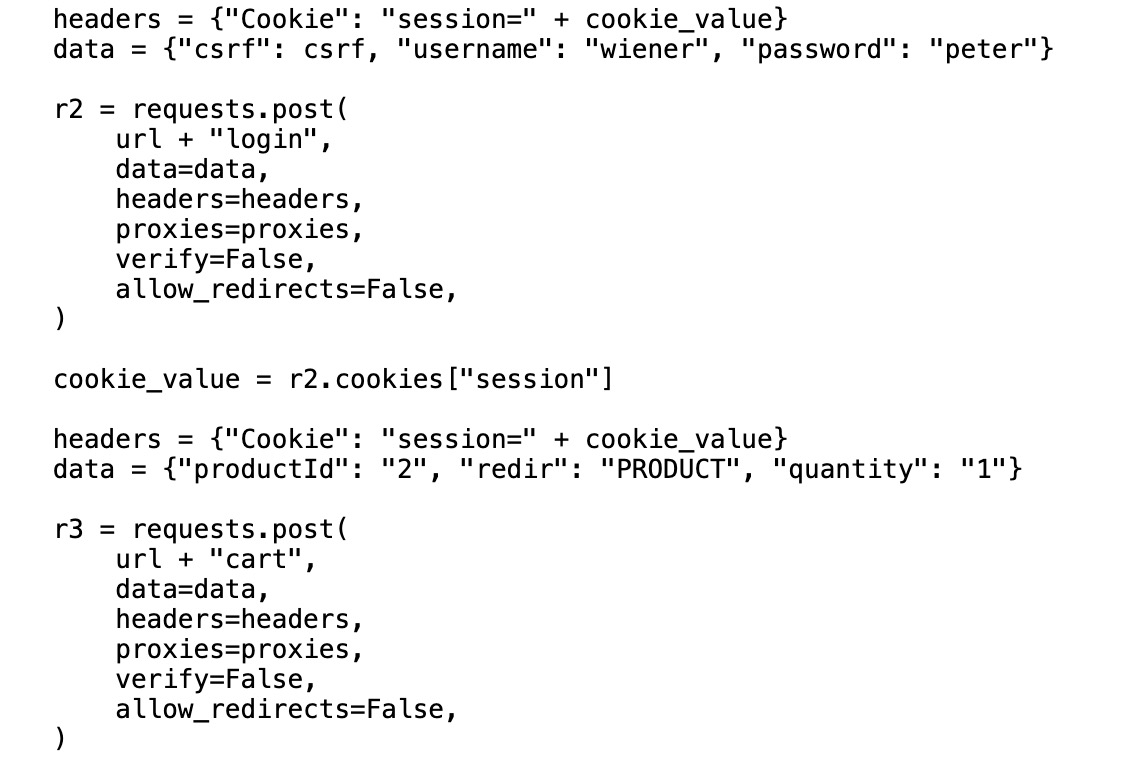 headers = {"Cookie": "session=" + cookie_value}
data = {"csrf": csrf, "username": "wiener", "password": "peter"}

r2 = requests.post(
    url + "login",
    data=data,
    headers=headers,
    proxies=proxies,
    verify=False,
    allow_redirects=False,
)

cookie_value = r2.cookies["session"]

headers = {"Cookie": "session=" + cookie_value}
data = {"productId": "2", "redir": "PRODUCT", "quantity": "1"}

r3 = requests.post(
    url + "cart",
    data=data,
    headers=headers,
    proxies=proxies,
    verify=False,
    allow_redirects=False,
)